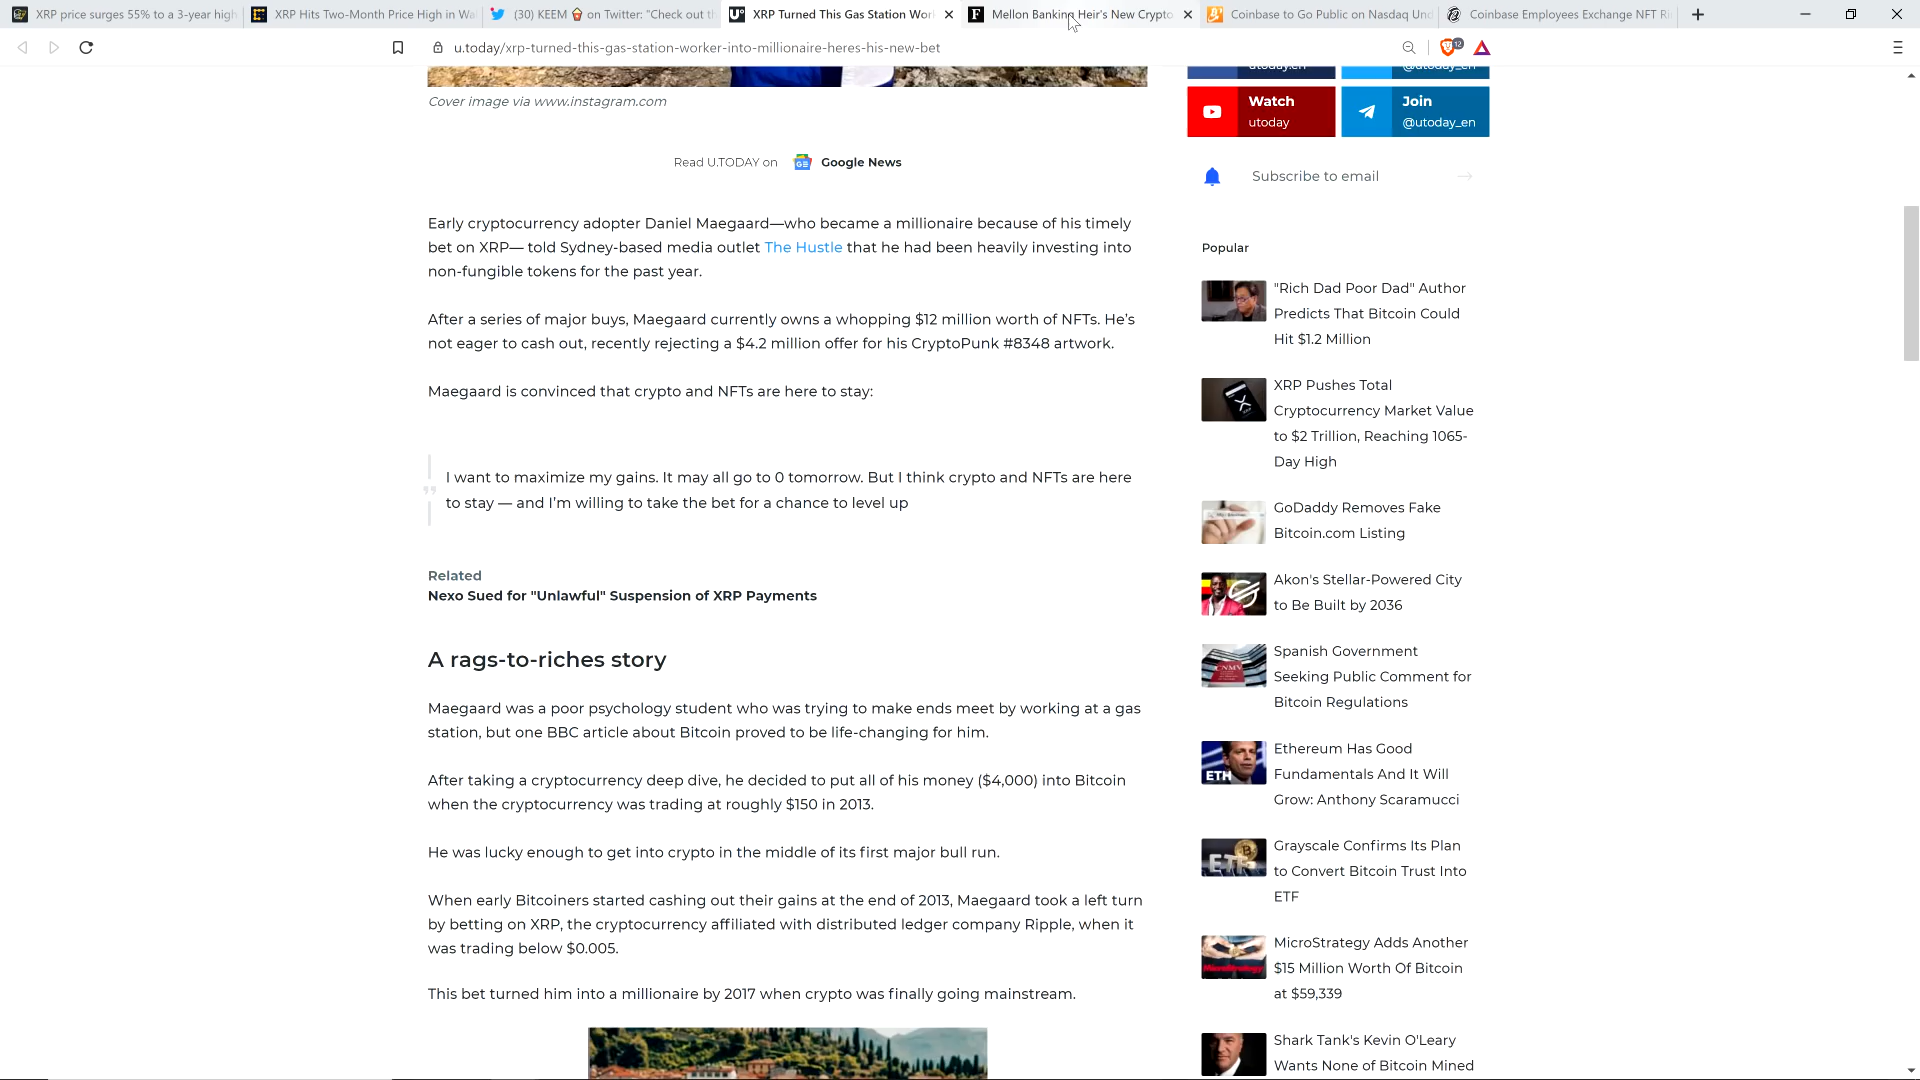 XRP price surges 55% to a 3-year high
XRP Hits Two-Month Price High in Wa
(30) KEEM on Twitter: "Check out th
XRP Turned This Gas Station Wor
Mellon Banking Heir's New Crypto
Coinbase to Go Public on Nasdaq Und
Coinbase Employees Exchange NFT Ri
u.today/xrp-turned-this-gas-station-worker-into-millionaire-heres-his-new-bet
12
utoday.en
@utoday_en
Cover image via www.instagram.com
Watch
utoday
Join
@utoday_en
Read U.TODAY on Google News
Subscribe to email
Early cryptocurrency adopter Daniel Maegaard—who became a millionaire because of his timely
bet on XRP— told Sydney-based media outlet The Hustle that he had been heavily investing into
non-fungible tokens for the past year.
After a series of major buys, Maegaard currently owns a whopping $12 million worth of NFTs. He's
not eager to cash out, recently rejecting a $4.2 million offer for his CryptoPunk #8348 artwork.
Maegaard is convinced that crypto and NFTs are here to stay:
I want to maximize my gains. It may all go to 0 tomorrow. But I think crypto and NFTs are here
to stay — and I'm willing to take the bet for a chance to level up
Related
Nexo Sued for "Unlawful" Suspension of XRP Payments
A rags-to-riches story
Maegaard was a poor psychology student who was trying to make ends meet by working at a gas
station, but one BBC article about Bitcoin proved to be life-changing for him.
After taking a cryptocurrency deep dive, he decided to put all of his money ($4,000) into Bitcoin
when the cryptocurrency was trading at roughly $150 in 2013.
He was lucky enough to get into crypto in the middle of its first major bull run.
When early Bitcoiners started cashing out their gains at the end of 2013, Maegaard took a left turn
by betting on XRP, the cryptocurrency affiliated with distributed ledger company Ripple, when it
was trading below $0.005.
This bet turned him into a millionaire by 2017 when crypto was finally going mainstream.
Popular
"Rich Dad Poor Dad" Author
Predicts That Bitcoin Could
Hit $1.2 Million
XRP Pushes Total
Cryptocurrency Market Value
to $2 Trillion, Reaching 1065-
Day High
GoDaddy Removes Fake
Bitcoin.com Listing
Akon's Stellar-Powered City
to Be Built by 2036
CNMV
Spanish Government
Seeking Public Comment for
Bitcoin Regulations
ETH
Ethereum Has Good
Fundamentals And It Will
Grow: Anthony Scaramucci
ETF
Grayscale Confirms Its Plan
to Convert Bitcoin Trust Into
ETF
MicroStrategy
MicroStrategy Adds Another
$15 Million Worth Of Bitcoin
at $59,339
Shark Tank's Kevin O'Leary
Wants None of Bitcoin Mined